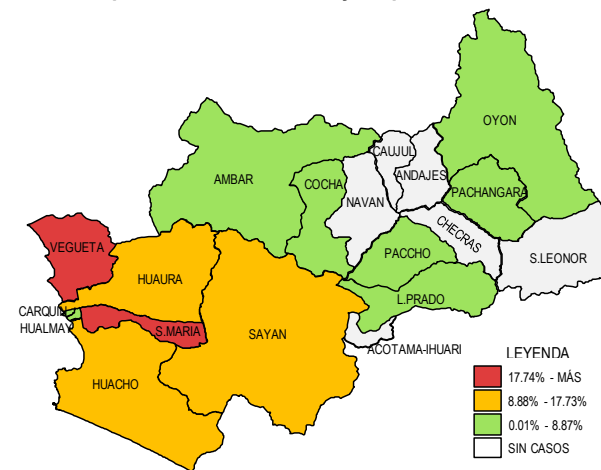 OYON
CAUJUL
ANDAJES
AMBAR
COCHA
PACHANGARA
NAVAN
CHECRAS
VEGUETA
PACCHO
S.LEONOR
HUAURA
L.PRADO
CARQUIN
HUALMAY
S.MARIA
SAYAN
ACOTAMA-IHUARI
HUACHO
LEYENDA
17.74% - MÁS
8.88% - 17.73%
0.01% - 8.87%
SIN CASOS